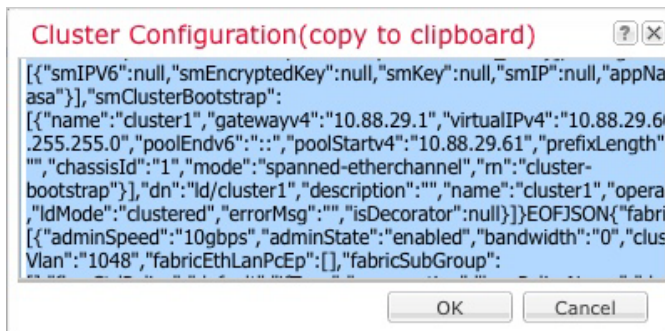 Cluster Configuration(copy to clipboard)
? X
[{"smIPV6":null,"smEncryptedKey":null,"smKey":null,"smIP":null,"appNa
asa"}],"smClusterBootstrap":
[{"name":"cluster1","gatewayv4":"10.88.29.1","virtualIPv4":"10.88.29.6
.255.255.0","poolEndv6":"::","poolStartv4":"10.88.29.61","prefixLength"
"","chassisId":"1","mode":"spanned-etherchannel","rn":"cluster-
bootstrap"}],"dn":"ld/cluster1","description":"","name":"cluster1","opera
,"ldMode":"clustered","errorMsg":"","isDecorator":null}]}EOFJSON{"fabri
[{"adminSpeed":"10gbps","adminState":"enabled","bandwidth":"0","clus
Vlan":"1048","fabricEthLanPcEp":[],"fabricSubGroup":
OK Cancel